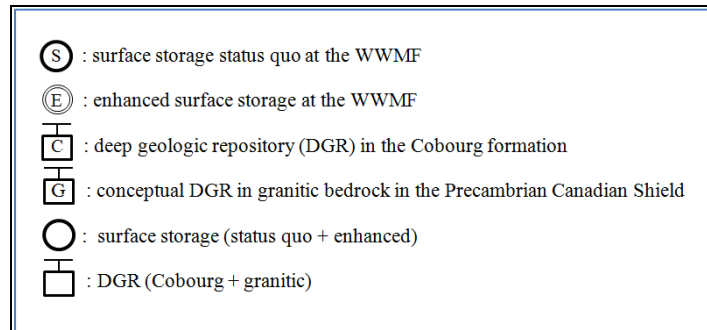 S : surface storage status quo at the WWMF
E : enhanced surface storage at the WWMF
C : deep geologic repository (DGR) in the Cobourg formation
G : conceptual DGR in granitic bedrock in the Precambrian Canadian Shield
: surface storage (status quo + enhanced)
: DGR (Cobourg + granitic)